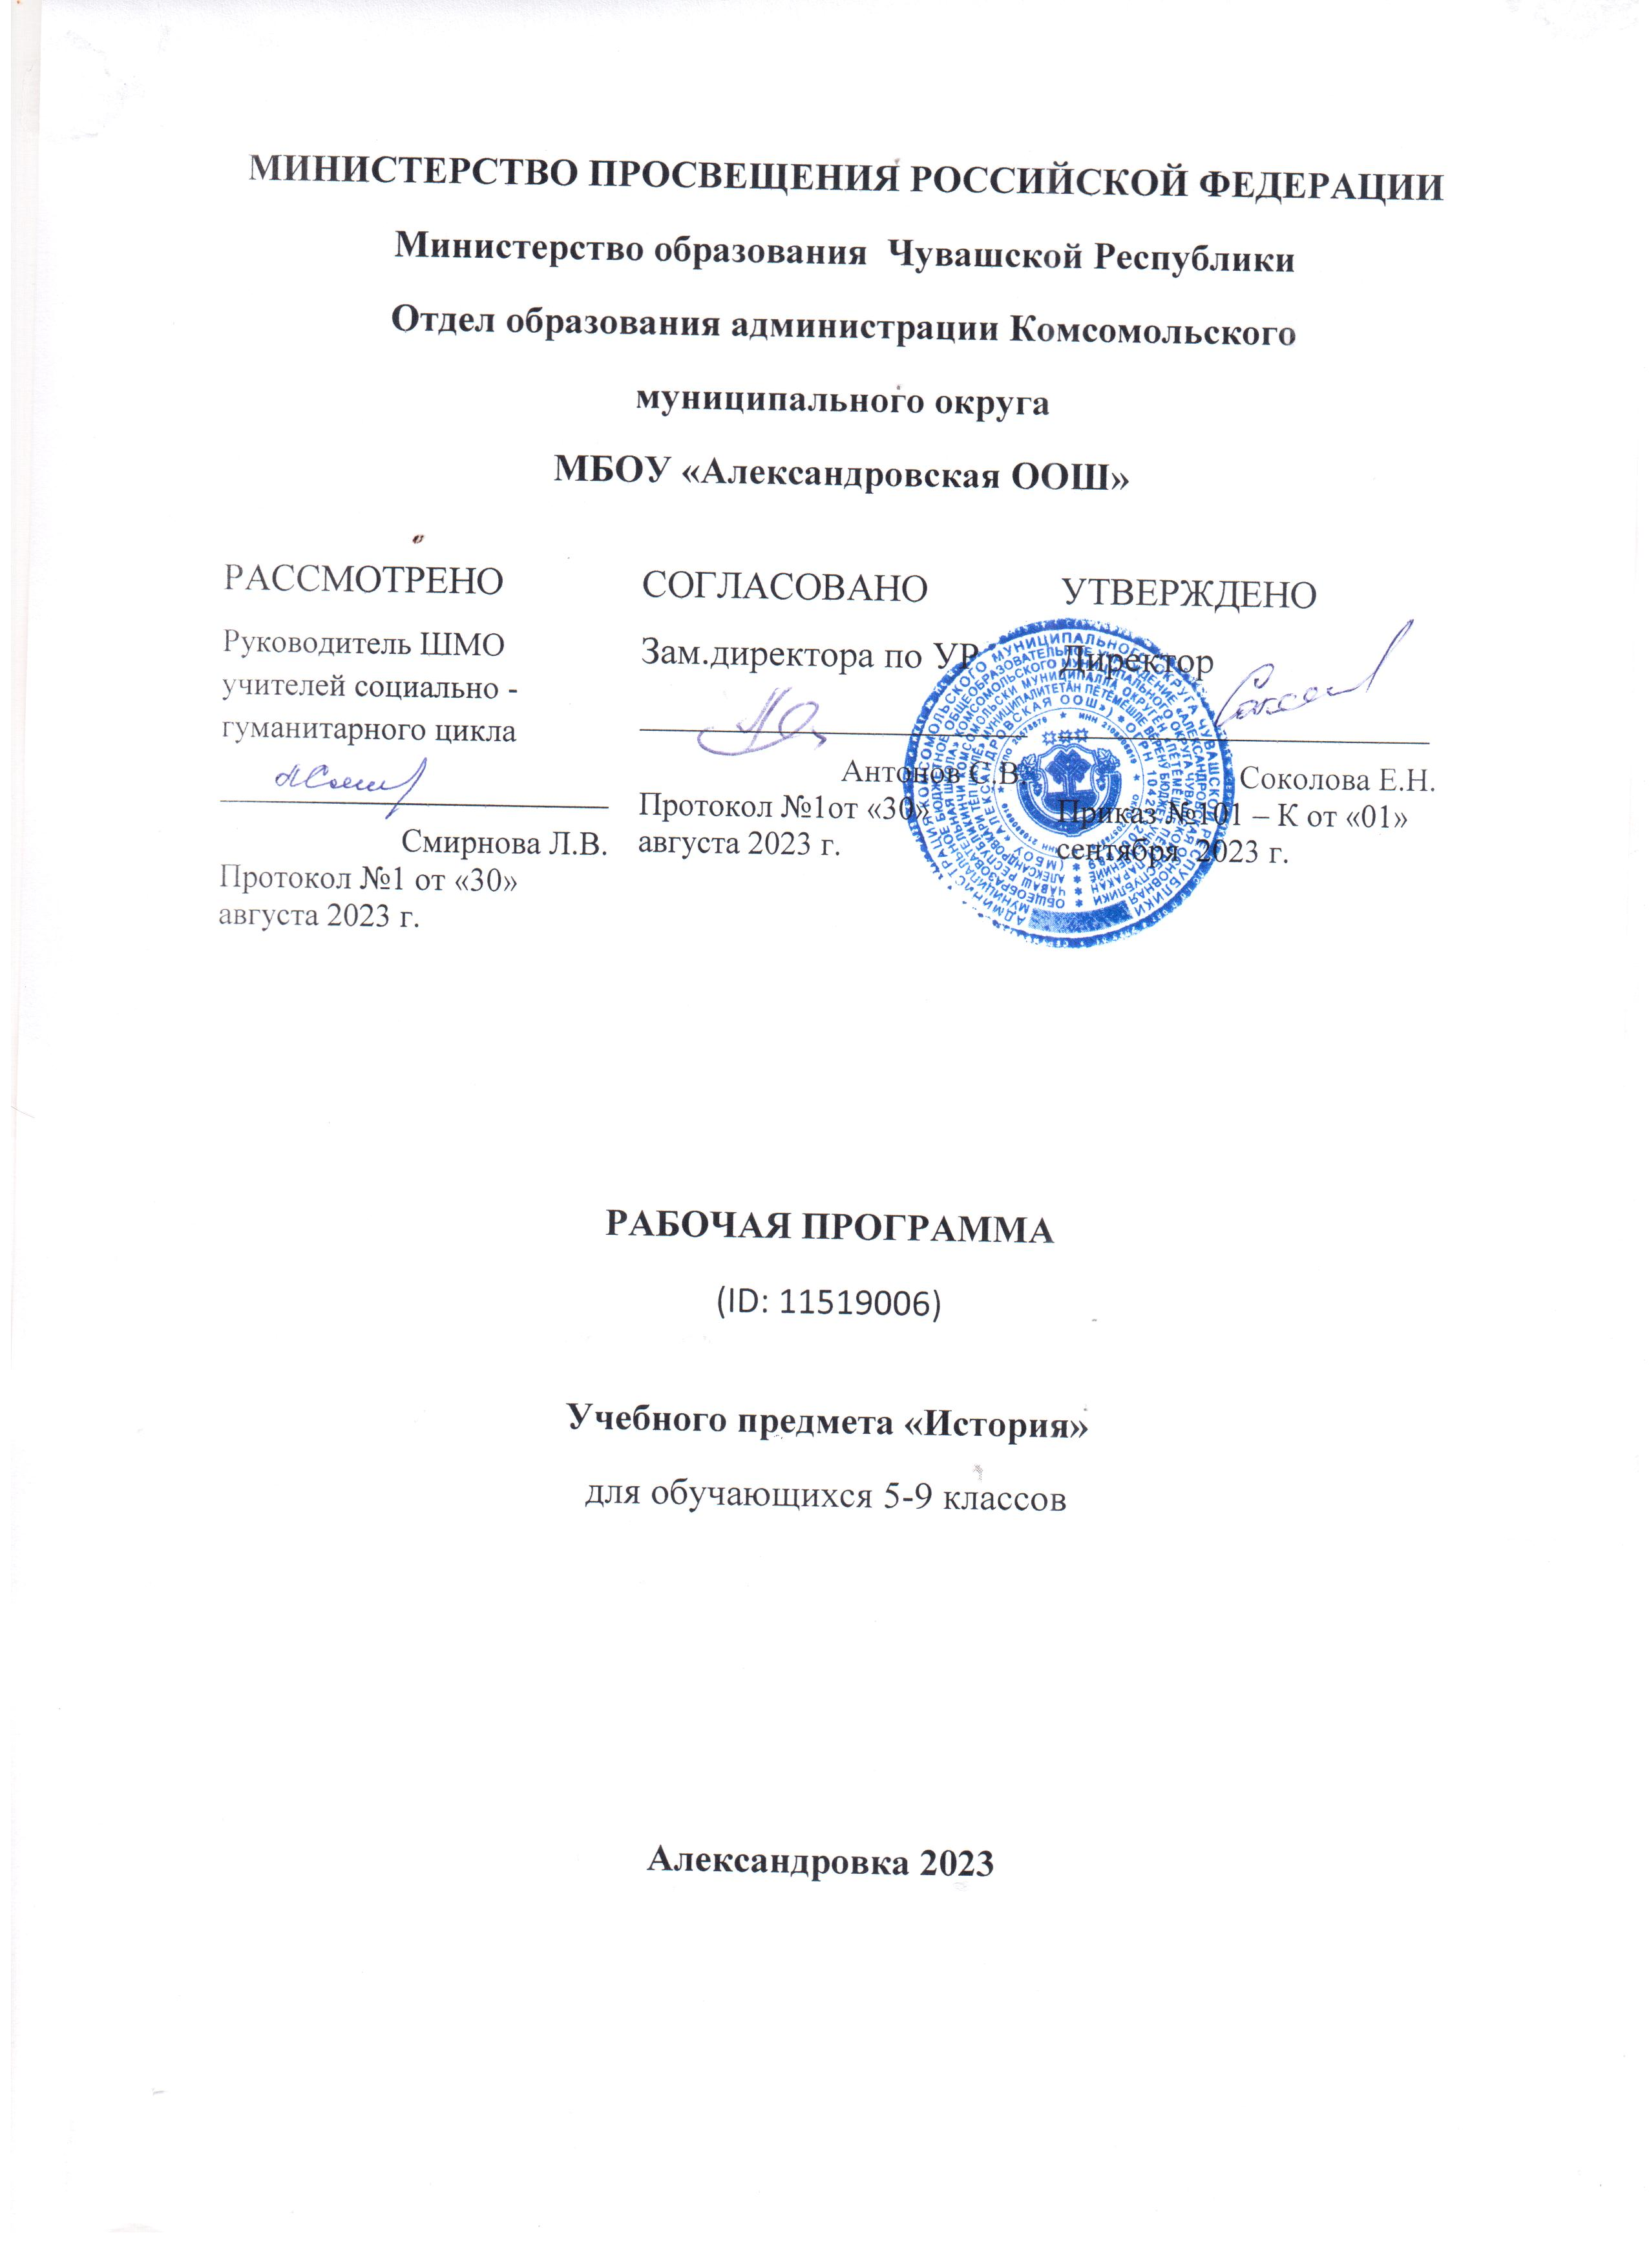 МИНИСТЕРСТВО ПРОСВЕЩЕНИЯ РОССИЙСКОЙ ФЕДЕРАЦИИ
Министерство образования Чувашской Республики
Отдел образования администрации Комсомольского
муниципального округа
МБОУ «Александровская ООШ»
РАССМОТРЕНО
Руководитель ШМО
учителей социально -
гуманитарного цикла
Смирнова Л.В.
Протокол №1 от «30»
августа 2023 г.
СОГЛАСОВАНО
Зам.директора по УР
Антонов С.В.
Протокол №1от «30»
августа 2023 г.
УТВЕРЖДЕНО
Директор
Соколова Е.Н.
Приказ №101 – К от «01»
сентября 2023 г.
РАБОЧАЯ ПРОГРАММА
(ID: 11519006)
Учебного предмета «История»
для обучающихся 5-9 классов
Александровка 2023